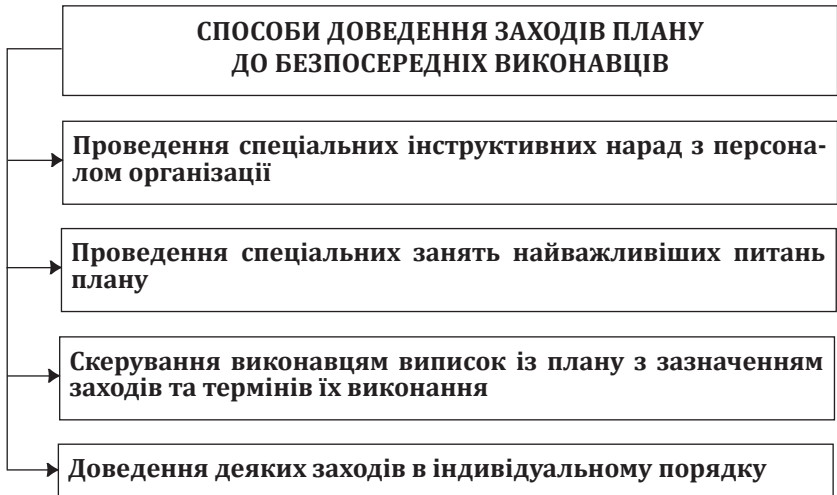 СПОСОБИ ДОВЕДЕННЯ ЗАХОДІВ ПЛАНУ
ДО БЕЗПОСЕРЕДНІХ ВИКОНАВЦІВ
Проведення спеціальних інструктивних нарад з персона-
лом організації
Проведення спеціальних занять найважливіших питань
плану
Скерування виконавцям виписок із плану з зазначенням
заходів та термінів їх виконання
Доведення деяких заходів в індивідуальному порядку